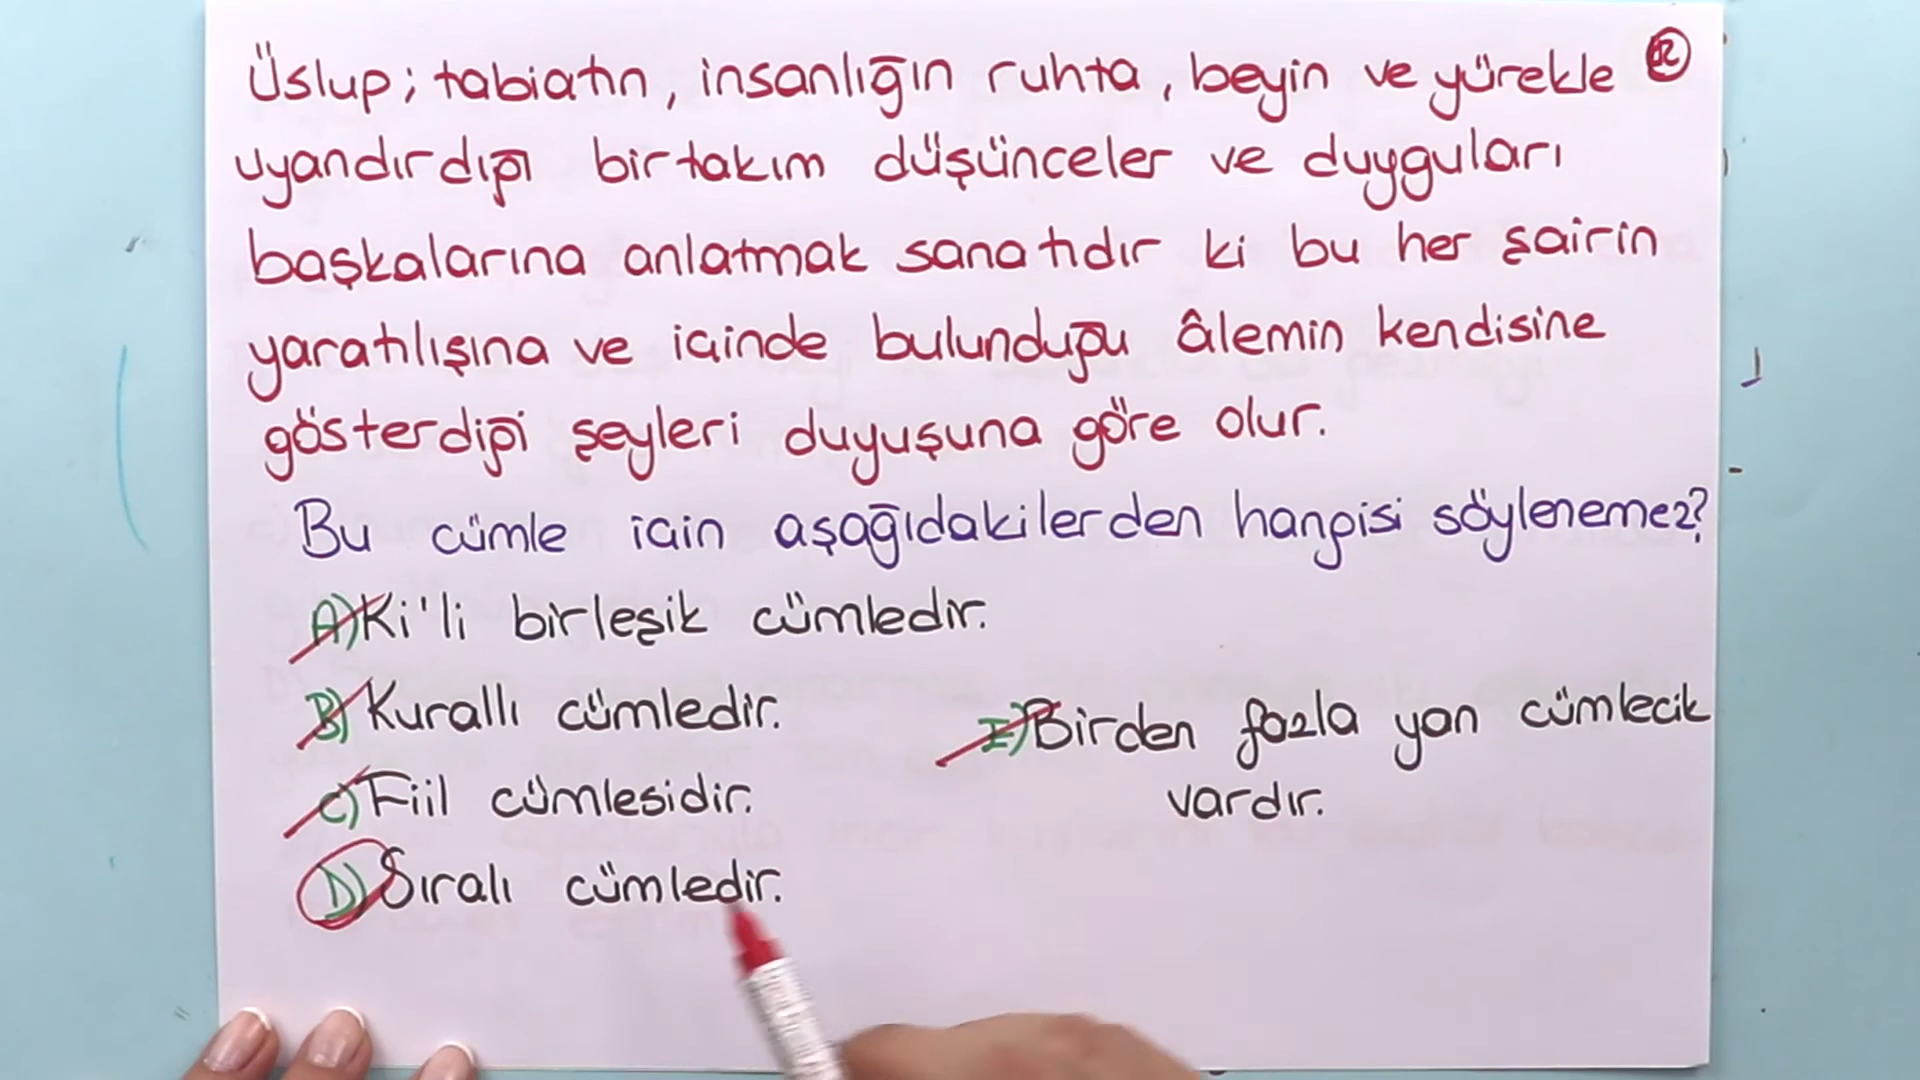 Üslup; tabiatın, insanlığın ruhta, beyin ve yürekle
uyandırdığı birtakım düşünceler ve duyguları
başkalarına anlatmak sanatıdır ki bu her şairin
yaratılışına ve içinde bulunduğu âlemin kendisine
gösterdiği şeyleri duyuşuna göre olur.
Bu cümle için aşağıdakilerden hangisi söylenemez?
A) Ki'li birleşik cümledir.
B) Kurallı cümledir.
C) Fiil cümlesidir.
D) Sıralı cümledir.
E) Birden fazla yan cümlecik
vardır.